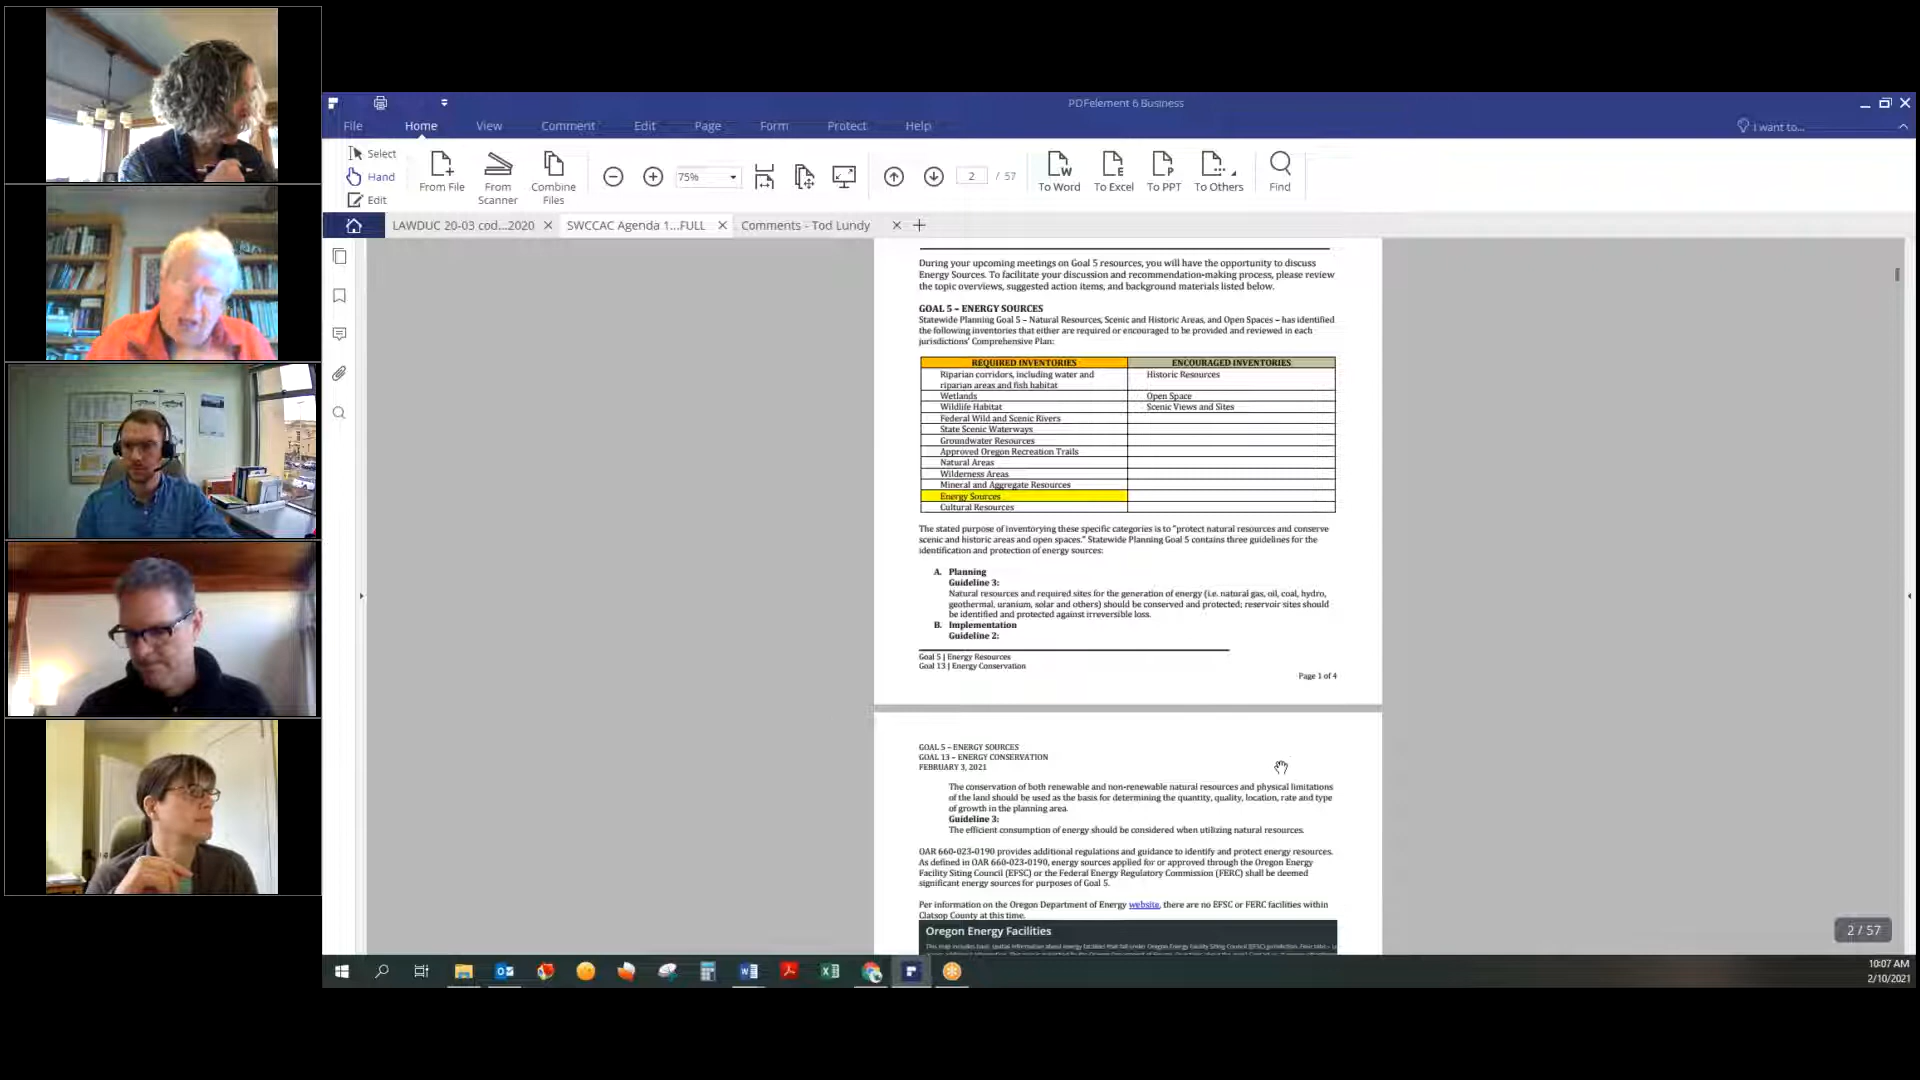 PDFelement 6 Business
File Home View Comment Edit Page Form Protect Help
I want to...
Select
Hand
Edit
From File
From Scanner
Combine Files
75%
2 / 57
To Word
To Excel
To PPT
To Others
Find
LAWDUC 20-03 cod...2020
SWCCAC Agenda 1...FULL
Comments - Tod Lundy
During your upcoming meetings on Goal 5 resources, you will have the opportunity to discuss
Energy Sources. To facilitate your discussion and recommendation-making process, please review
the topic overviews, suggested action items, and background materials listed below.
GOAL 5 – ENERGY SOURCES
Statewide Planning Goal 5 – Natural Resources, Scenic and Historic Areas, and Open Spaces – has identified
the following inventories that either are required or encouraged to be provided and reviewed in each
jurisdictions' Comprehensive Plan:
REQUIRED INVENTORIES ENCOURAGED INVENTORIES
Riparian corridors, including water and Historic Resources
riparian areas and fish habitat
Wetlands Open Space
Wildlife Habitat Scenic Views and Sites
Federal Wild and Scenic Rivers
State Scenic Waterways
Groundwater Resources
Approved Oregon Recreation Trails
Natural Areas
Wilderness Areas
Mineral and Aggregate Resources
Energy Sources
Cultural Resources
The stated purpose of inventorying these specific categories is to "protect natural resources and conserve
scenic and historic areas and open spaces." Statewide Planning Goal 5 contains three guidelines for the
identification and protection of energy sources:
A. Planning
Guideline 3:
Natural resources and required sites for the generation of energy (i.e. natural gas, oil, coal, hydro,
geothermal, uranium, solar and others) should be conserved and protected; reservoir sites should
be identified and protected against irreversible loss.
B. Implementation
Guideline 2:
Goal 5 | Energy Resources
Goal 13 | Energy Conservation
Page 1 of 4
GOAL 5 – ENERGY SOURCES
GOAL 13 – ENERGY CONSERVATION
FEBRUARY 3, 2021
The conservation of both renewable and non-renewable natural resources and physical limitations
of the land should be used as the basis for determining the quantity, quality, location, rate and type
of growth in the planning area.
Guideline 3:
The efficient consumption of energy should be considered when utilizing natural resources.
OAR 660-023-0190 provides additional regulations and guidance to identify and protect energy resources.
As defined in OAR 660-023-0190, energy sources applied for or approved through the Oregon Energy
Facility Siting Council (EFSC) or the Federal Energy Regulatory Commission (FERC) shall be deemed
significant energy sources for purposes of Goal 5.
Per information on the Oregon Department of Energy website, there are no EFSC or FERC facilities within
Clatsop County at this time.
Oregon Energy Facilities
2 / 57
10:07 AM
2/10/2021